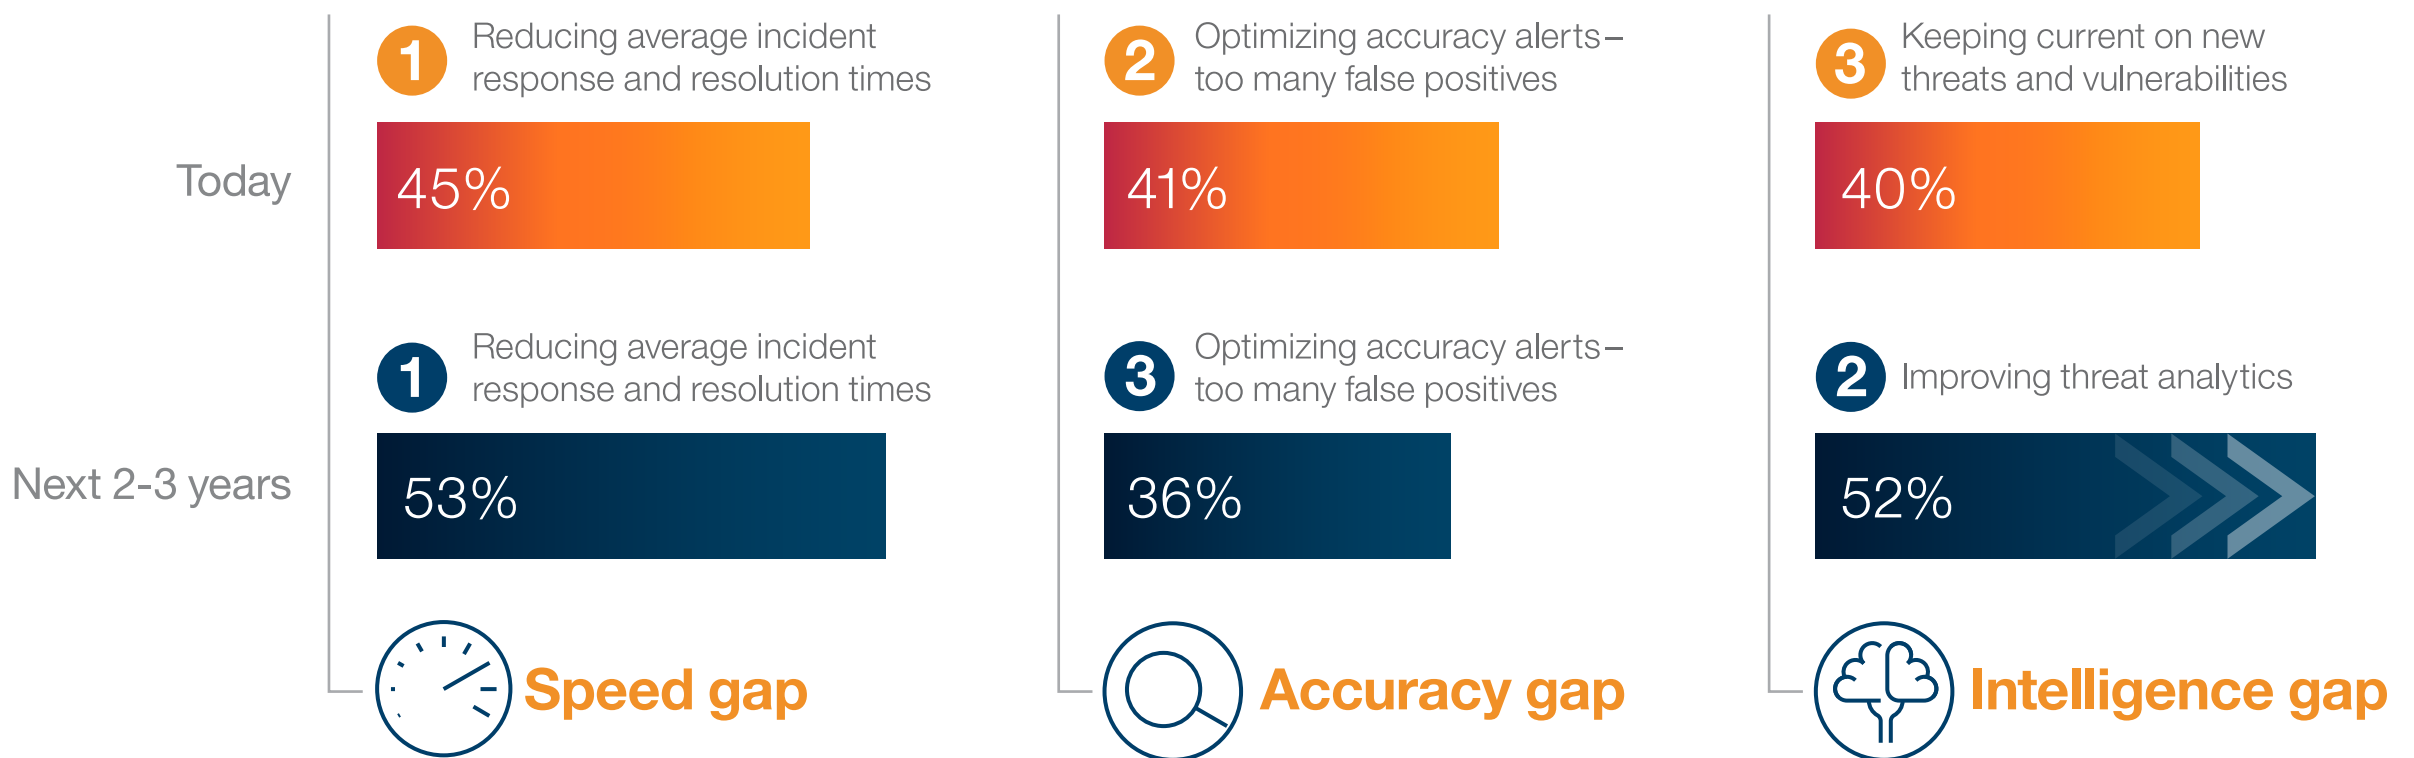 1
Reducing average incident
response and resolution times
2
Optimizing accuracy alerts–
too many false positives
3
Keeping current on new
threats and vulnerabilities
Today
45%
41%
40%
1
Reducing average incident
response and resolution times
3
Optimizing accuracy alerts–
too many false positives
2
Improving threat analytics
Next 2-3 years
53%
36%
52%
Speed gap
Accuracy gap
Intelligence gap